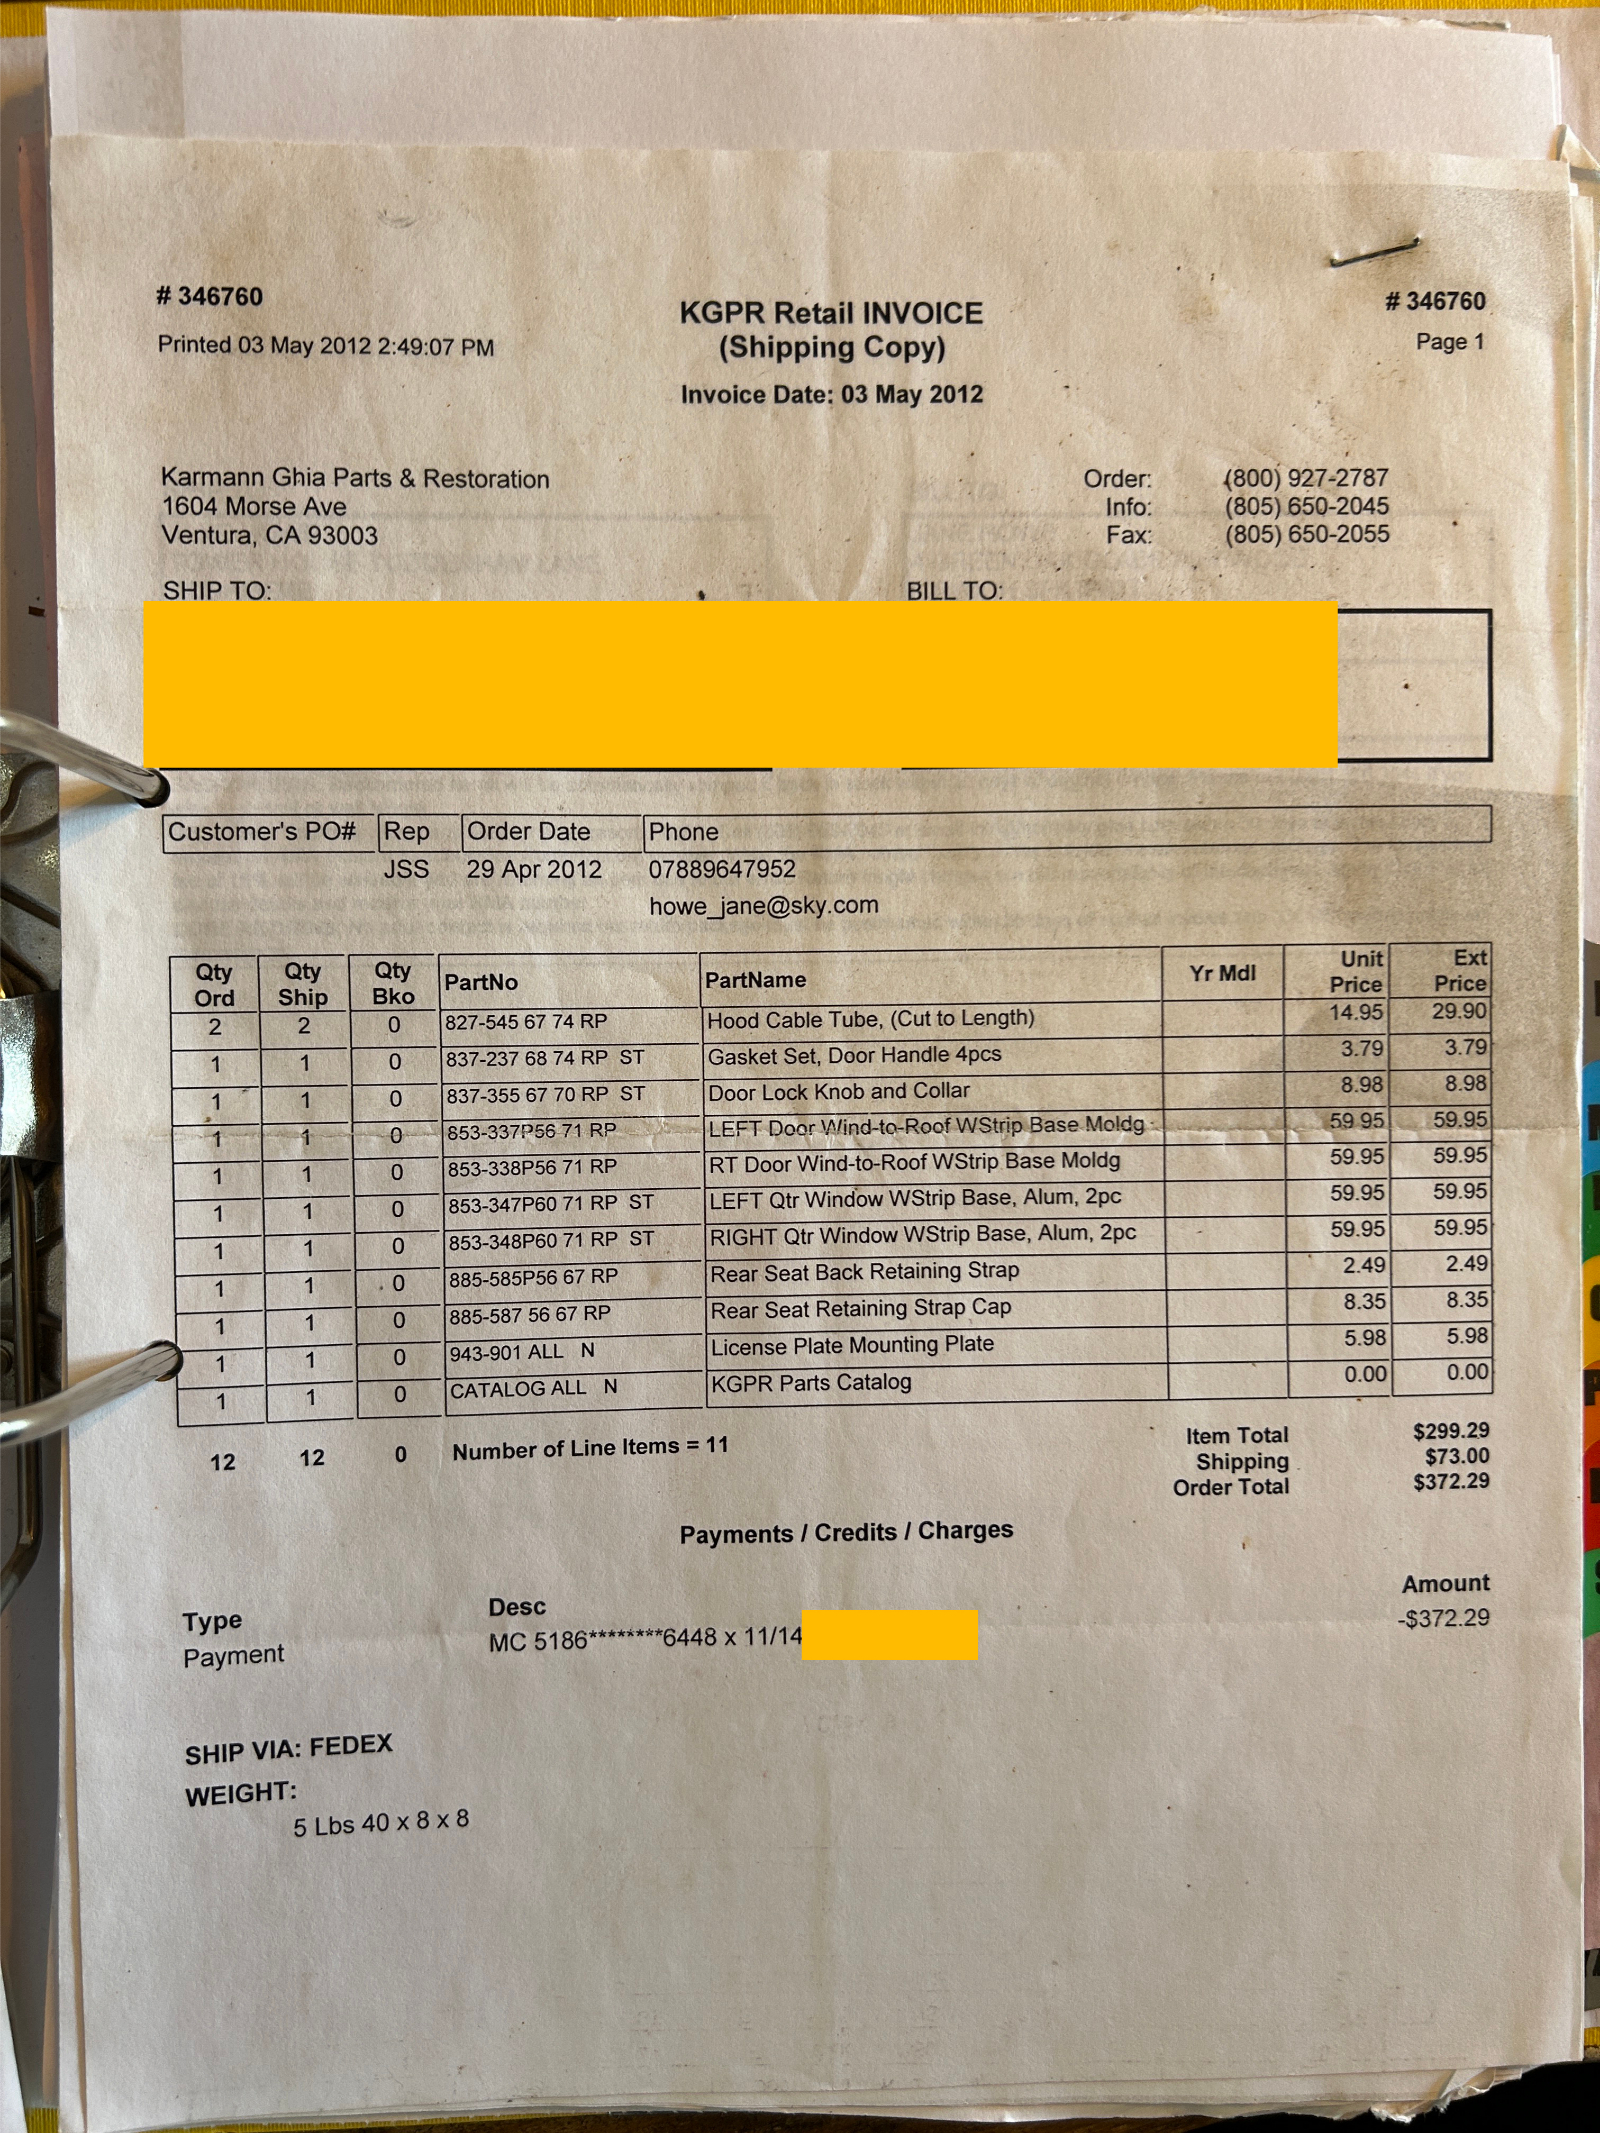 # 346760
KGPR Retail INVOICE
# 346760
Printed 03 May 2012 2:49:07 PM
(Shipping Copy)
Page 1
Invoice Date: 03 May 2012
Karmann Ghia Parts & Restoration
Order: (800) 927-2787
1604 Morse Ave
Info: (805) 650-2045
Ventura, CA 93003
Fax: (805) 650-2055
SHIP TO:
BILL TO:
Customer's PO# Rep Order Date Phone
JSS 29 Apr 2012 07889647952
howe_jane@sky.com
Qty Ord Qty Ship Qty Bko PartNo PartName Yr Mdl Unit Price Ext Price
2 2 0 827-545 67 74 RP Hood Cable Tube, (Cut to Length) 14.95 29.90
1 1 0 837-237 68 74 RP ST Gasket Set, Door Handle 4pcs 3.79 3.79
1 1 0 837-355 67 70 RP ST Door Lock Knob and Collar 8.98 8.98
1 1 0 853-337P56 71 RP LEFT Door Wind-to-Roof WStrip Base Moldg 59.95 59.95
1 1 0 853-338P56 71 RP RT Door Wind-to-Roof WStrip Base Moldg 59.95 59.95
1 1 0 853-347P60 71 RP ST LEFT Qtr Window WStrip Base, Alum, 2pc 59.95 59.95
1 1 0 853-348P60 71 RP ST RIGHT Qtr Window WStrip Base, Alum, 2pc 59.95 59.95
1 1 0 885-585P56 67 RP Rear Seat Back Retaining Strap 2.49 2.49
1 1 0 885-587 56 67 RP Rear Seat Retaining Strap Cap 8.35 8.35
1 1 0 943-901 ALL N License Plate Mounting Plate 5.98 5.98
1 1 0 CATALOG ALL N KGPR Parts Catalog 0.00 0.00
12 12 0 Number of Line Items = 11
Item Total $299.29
Shipping $73.00
Order Total $372.29
Payments / Credits / Charges
Type Desc Amount
Payment MC 5186********6448 x 11/14 -$372.29
SHIP VIA: FEDEX
WEIGHT:
5 Lbs 40 x 8 x 8